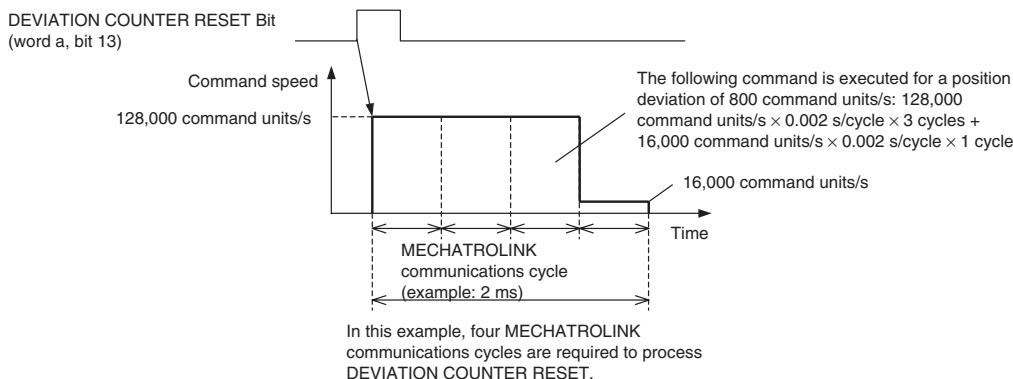 DEVIATION COUNTER RESET Bit
(word a, bit 13)
Command speed
128,000 command units/s
The following command is executed for a position
deviation of 800 command units/s: 128,000
command units/s × 0.002 s/cycle × 3 cycles +
16,000 command units/s × 0.002 s/cycle × 1 cycle
16,000 command units/s
Time
MECHATROLINK
communications cycle
(example: 2 ms)
In this example, four MECHATROLINK
communications cycles are required to process
DEVIATION COUNTER RESET.